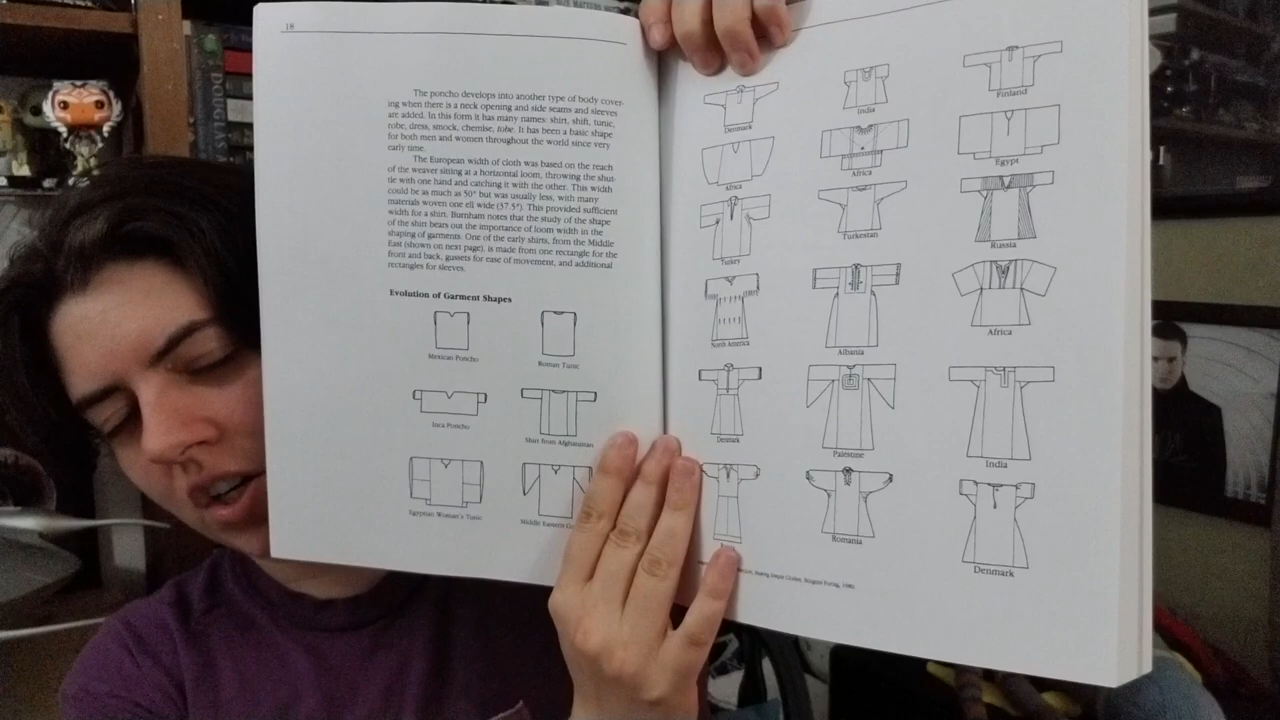 18
The poncho develops into another type of body cover-
ing when there is a neck opening and side seams and sleeves
are added. In this form it has many names: shirt, shift, tunic,
robe, dress, smock, chemise, tobe. It has been a basic shape
for both men and women throughout the world since very
early time.
The European width of cloth was based on the reach
of the weaver sitting at a horizontal loom, throwing the shut-
tle with one hand and catching it with the other. This width
could be as much as 50" but was usually less, with many
materials woven one ell wide (37.5"). This provided sufficient
width for a shirt. Burnham notes that the study of the shape
of the shirt bears out the importance of loom width in the
shaping of garments. One of the early shirts, from the Middle
East (shown on next page), is made from one rectangle for the
front and back, gussets for ease of movement, and additional
rectangles for sleeves.
Evolution of Garment Shapes
Mexican Poncho
Roman Tunic
Inca Poncho
Shirt from Afghanistan
Egyptian Woman's Tunic
Middle Eastern
Denmark
India
Finland
Africa
Africa
Egypt
Turkey
Turkestan
Russia
North America
Albania
Africa
Denmark
Palestine
India
Romania
Denmark
1980.
DOUGLAS